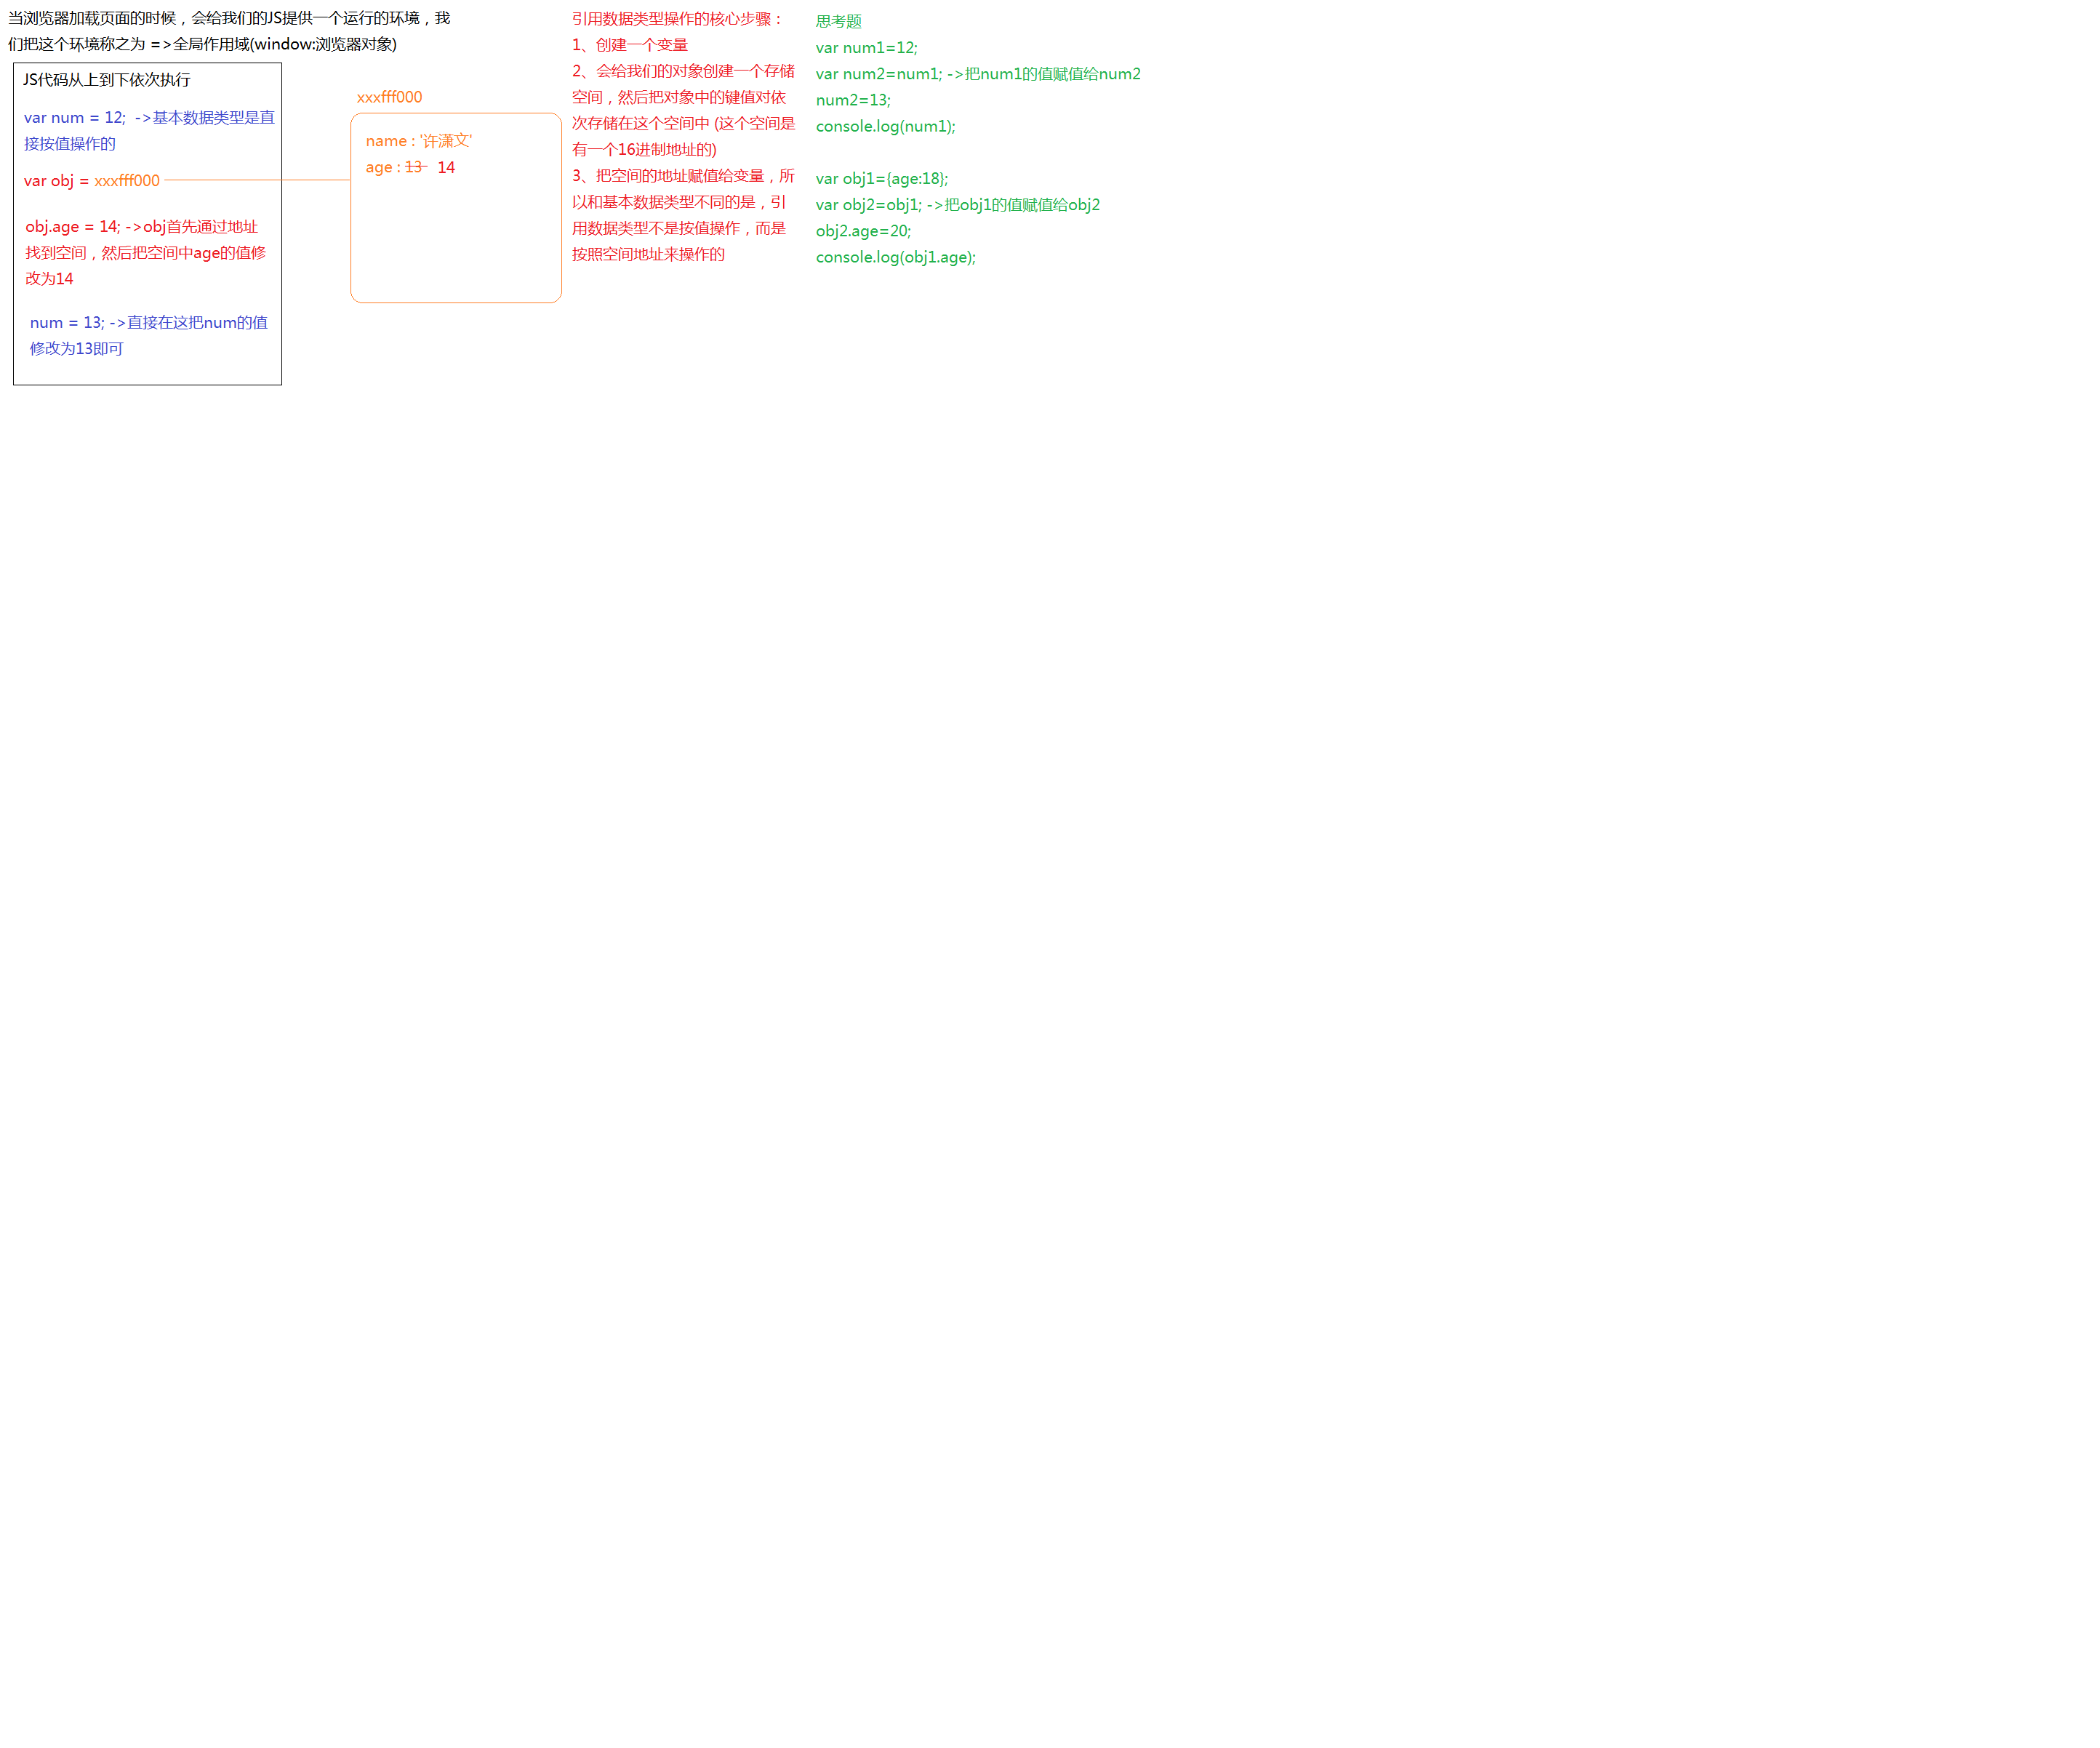 当浏览器加载页面的时候，会给我们的JS提供一个运行的环境，我
们把这个环境称之为 =>全局作用域(window:浏览器对象)
JS代码从上到下依次执行
var num = 12;  ->基本数据类型是直
接按值操作的
var obj = xxxfff000
obj.age = 14; ->obj首先通过地址
找到空间，然后把空间中age的值修
改为14
num = 13; ->直接在这把num的值
修改为13即可
xxxfff000
name : '许潇文'
age : 13 14
引用数据类型操作的核心步骤：
1、创建一个变量
2、会给我们的对象创建一个存储
空间，然后把对象中的键值对依
次存储在这个空间中 (这个空间是
有一个16进制地址的)
3、把空间的地址赋值给变量，所
以和基本数据类型不同的是，引
用数据类型不是按值操作，而是
按照空间地址来操作的
思考题
var num1=12;
var num2=num1; ->把num1的值赋值给num2
num2=13;
console.log(num1);
var obj1={age:18};
var obj2=obj1; ->把obj1的值赋值给obj2
obj2.age=20;
console.log(obj1.age);